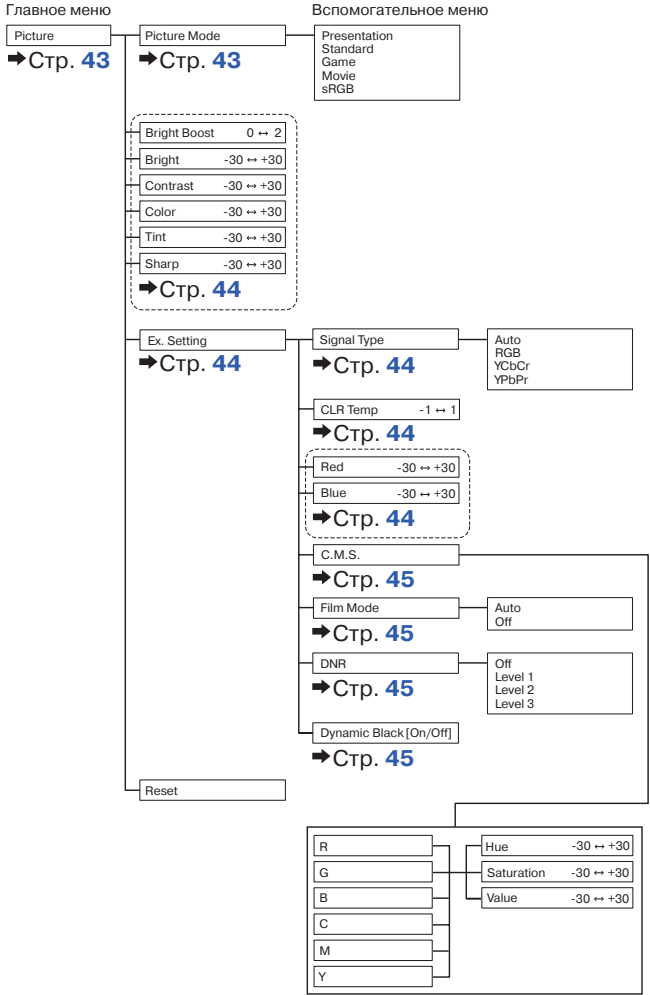 Главное меню
Вспомогательное меню
Picture
➡Стр. 43
Picture Mode
➡Стр. 43
Presentation
Standard
Game
Movie
sRGB
Bright Boost 0 ↔ 2
Bright -30 ↔ +30
Contrast -30 ↔ +30
Color -30 ↔ +30
Tint -30 ↔ +30
Sharp -30 ↔ +30
➡Стр. 44
Ex. Setting
➡Стр. 44
Signal Type
➡Стр. 44
Auto
RGB
YCbCr
YPbPr
CLR Temp -1 ↔ 1
➡Стр. 44
Red -30 ↔ +30
Blue -30 ↔ +30
➡Стр. 44
C.M.S.
➡Стр. 45
Film Mode
➡Стр. 45
Auto
Off
DNR
➡Стр. 45
Off
Level 1
Level 2
Level 3
Dynamic Black [On/Off]
➡Стр. 45
Reset
R
G
B
C
M
Y
Hue -30 ↔ +30
Saturation -30 ↔ +30
Value -30 ↔ +30